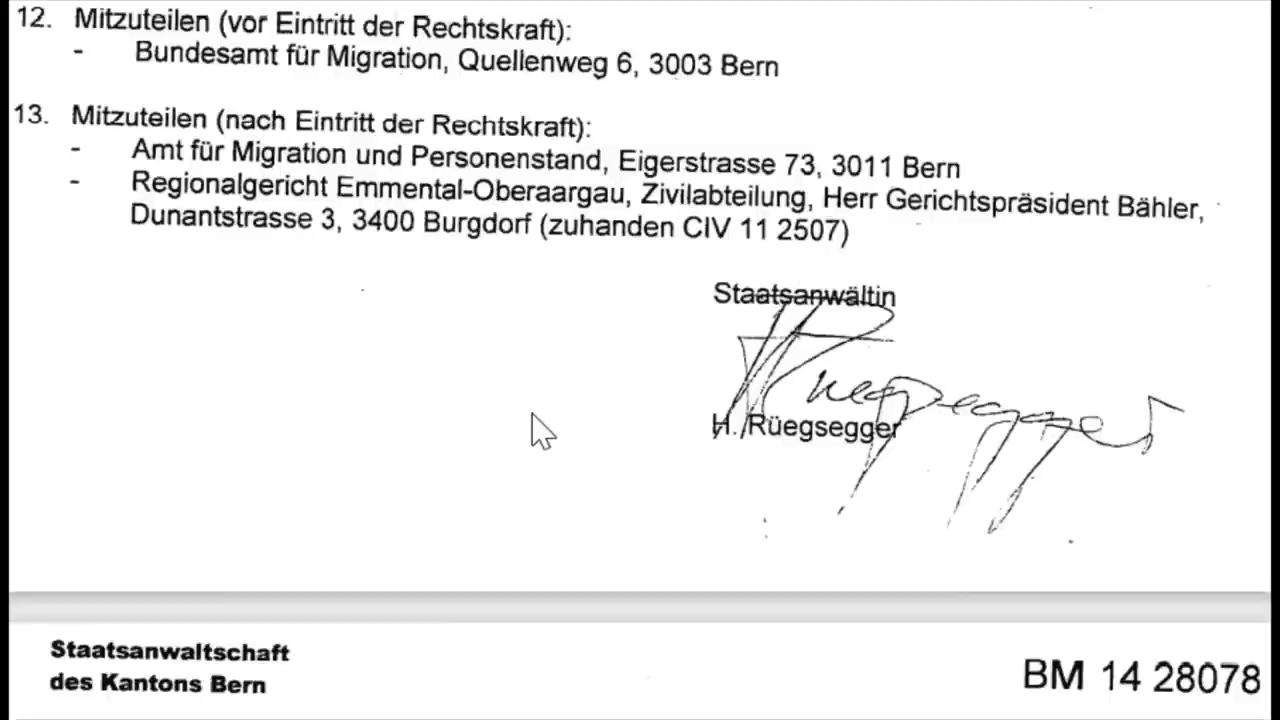 12. Mitzuteilen (vor Eintritt der Rechtskraft):
- Bundesamt für Migration, Quellenweg 6, 3003 Bern
13. Mitzuteilen (nach Eintritt der Rechtskraft):
- Amt für Migration und Personenstand, Eigerstrasse 73, 3011 Bern
- Regionalgericht Emmental-Oberaargau, Zivilabteilung, Herr Gerichtspräsident Bähler,
Dunantstrasse 3, 3400 Burgdorf (zuhanden CIV 11 2507)
Staatsanwältin
Rüegsegger
H. Rüegsegger
Staatsanwaltschaft
des Kantons Bern
BM 14 28078